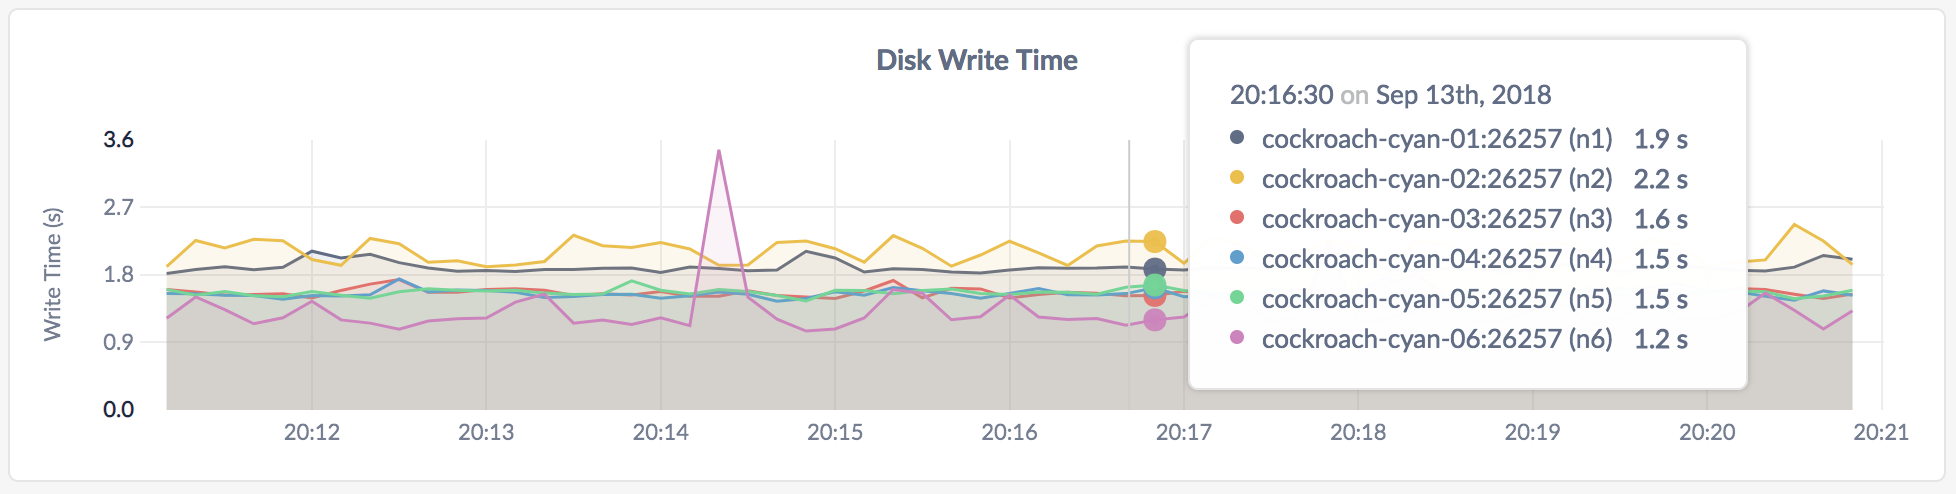 Disk Write Time
20:16:30 on Sep 13th, 2018
cockroach-cyan-01:26257 (n1) 1.9 s
cockroach-cyan-02:26257 (n2) 2.2 s
cockroach-cyan-03:26257 (n3) 1.6 s
cockroach-cyan-04:26257 (n4) 1.5 s
cockroach-cyan-05:26257 (n5) 1.5 s
cockroach-cyan-06:26257 (n6) 1.2 s
Write Time (s)
3.6
2.7
1.8
0.9
0.0
20:12 20:13 20:14 20:15 20:16 20:17 20:18 20:19 20:20 20:21